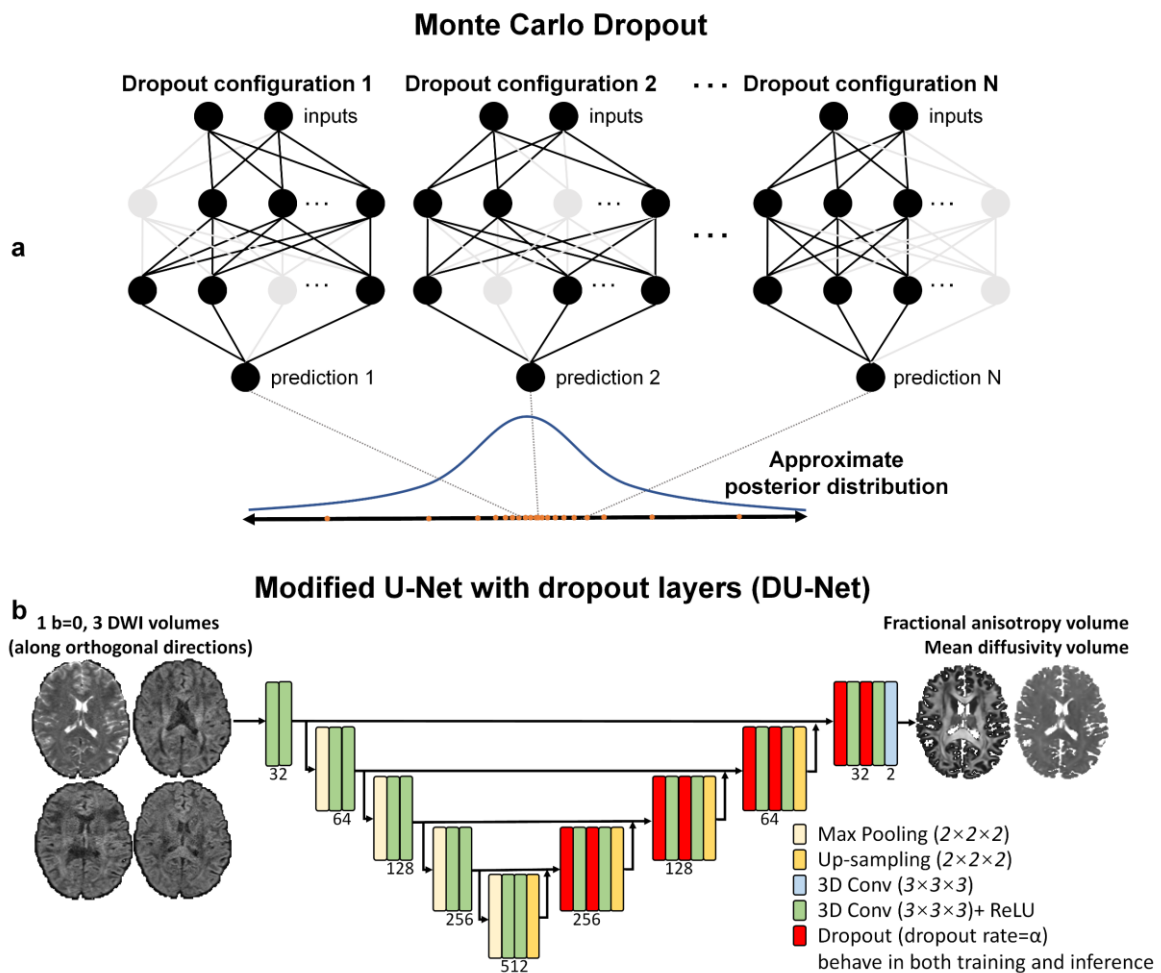 Monte Carlo Dropout
Dropout configuration 1
Dropout configuration 2
...
Dropout configuration N
inputs
inputs
inputs
...
...
...
a
...
...
...
...
prediction 1
prediction 2
prediction N
Approximate
posterior distribution
Modified U-Net with dropout layers (DU-Net)
b
1 b=0, 3 DWI volumes
(along orthogonal directions)
Fractional anisotropy volume
Mean diffusivity volume
32
64
128
256
512
256
128
64
32
2
Max Pooling (2×2×2)
Up-sampling (2×2×2)
3D Conv (3×3×3)
3D Conv (3×3×3)+ ReLU
Dropout (dropout rate=α)
behave in both training and inference